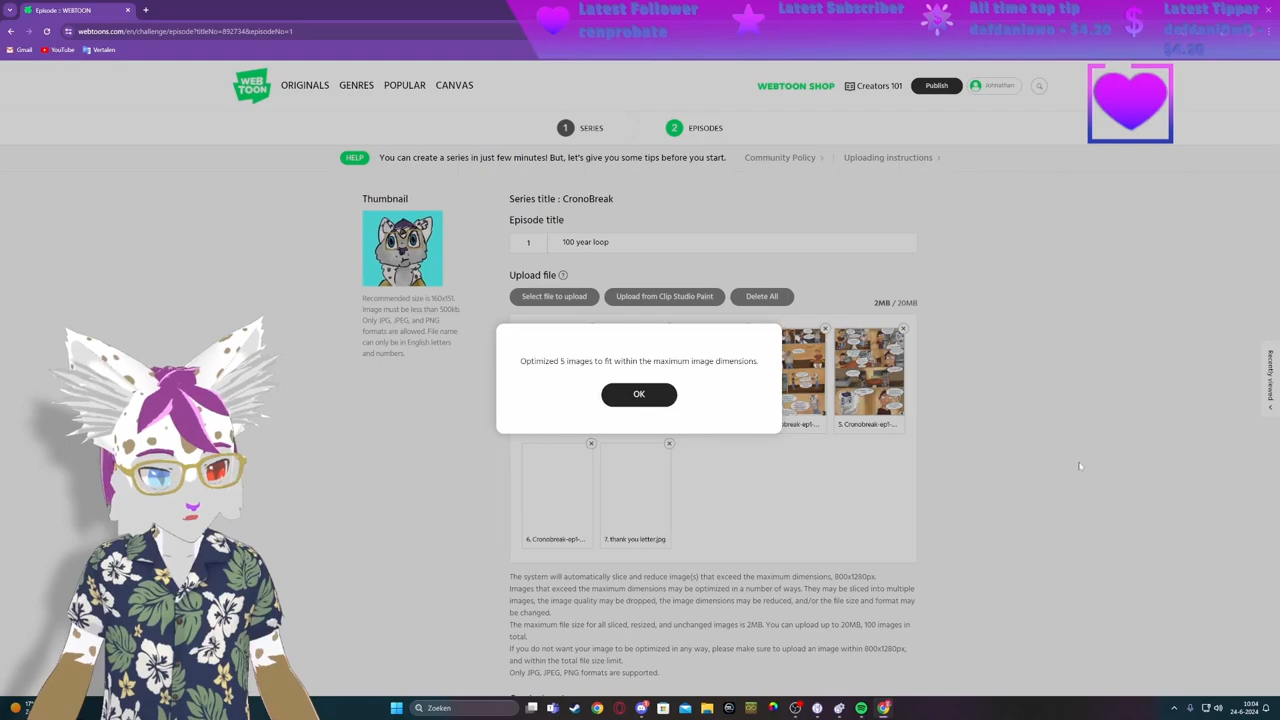 Episode :: WEBTOON
webtoons.com/en/challenge/episode?titleNo=892734&episodeNo=1
Gmail YouTube Vertalen
Latest Follower
cenprobate
Latest Subscriber
All time top tip
defdaniowo - $4.20
Latest Tipper
$4.20
WEB
TOON
ORIGINALS GENRES POPULAR CANVAS
WEBTOON SHOP Creators 101 Publish Johnathan
1 SERIES 2 EPISODES
HELP You can create a series in just few minutes! But, let's give you some tips before you start. Community Policy Uploading instructions
Thumbnail
Recommended size is 160x151.
Image must be less than 500kb.
Only JPG, JPEG, and PNG
formats are allowed. File name
can only be in English letters
and numbers.
Series title : CronoBreak
Episode title
1 100 year loop
Upload file ?
Select file to upload Upload from Clip Studio Paint Delete All 2MB / 20MB
Optimized 5 images to fit within the maximum image dimensions.
OK
obreak-ep1-... 5. Cronobreak-ep1-...
6. Cronobreak-ep1-... 7. thank you letter.jpg
Recently viewed
The system will automatically slice and reduce image(s) that exceed the maximum dimensions, 800x1280px.
Images that exceed the maximum dimensions may be optimized in a number of ways. They may be sliced into multiple
images, the image quality may be dropped, the image dimensions may be reduced, and/or the file size and format may
be changed.
The maximum file size for all sliced, resized, and unchanged images is 2MB. You can upload up to 20MB, 100 images in
total.
If you do not want your image to be optimized in any way, please make sure to upload an image within 800x1280px,
and within the total file size limit.
Only JPG, JPEG, PNG formats are supported.
Zoeken
10:04
24-6-2024